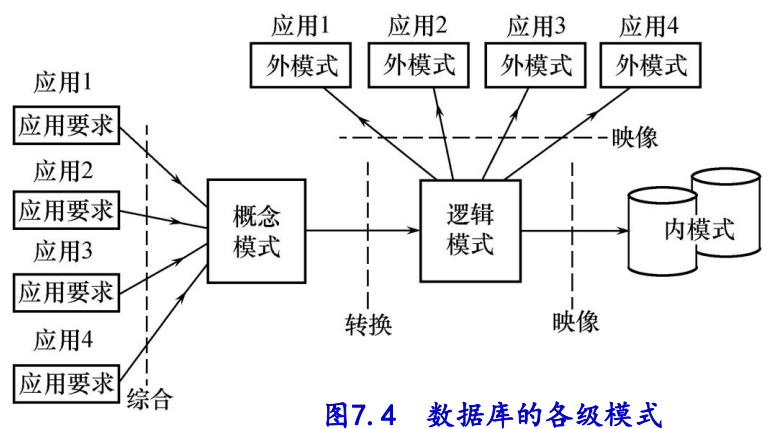 应用1 应用2 应用3 应用4
外模式 外模式 外模式 外模式
应用1
应用要求
映像
应用2
应用要求
概念
模式
逻辑
模式
内模式
应用3
应用要求
转换
映像
应用4
应用要求
综合
图7.4 数据库的各级模式